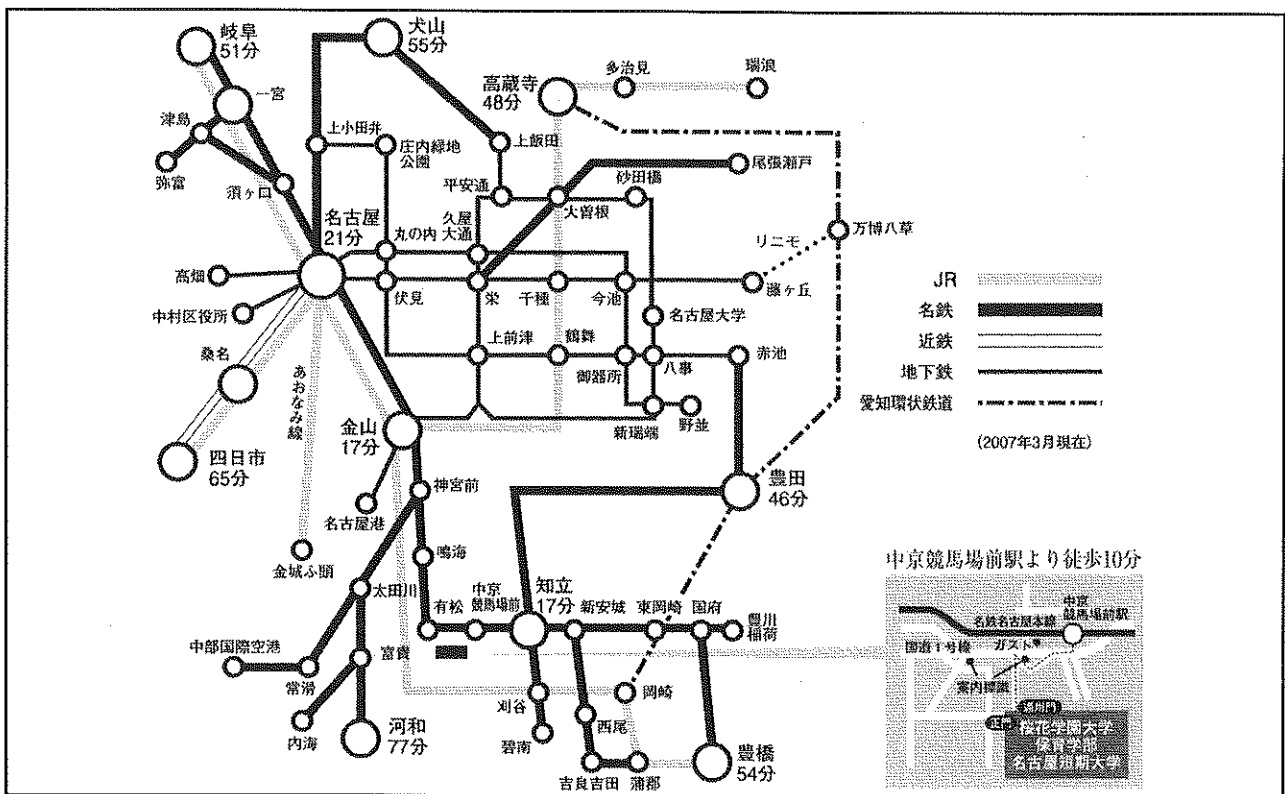 岐阜
51分
犬山
55分
高蔵寺
48分
多治見
瑞浪
一宮
津島
弥富
須ヶ口
上小田井
庄内緑地
公園
上飯田
平安通
尾張瀬戸
砂田橋
大曽根
名古屋
21分
丸の内
久屋
大通
リニモ
万博八草
高畑
伏見
栄
千種
今池
藤ヶ丘
中村区役所
名古屋大学
桑名
あおなみ線
上前津
鶴舞
御器所
八事
赤池
金山
17分
新瑞端
野並
四日市
65分
名古屋港
神宮前
豊田
46分
金城ふ頭
鳴海
太田川
有松
中京
競馬場前
知立
17分
新安城
東岡崎
国府
豊川
稲荷
中部国際空港
常滑
富貴
内海
河和
77分
刈谷
碧南
西尾
岡崎
吉良吉田
蒲郡
豊橋
54分
JR
名鉄
近鉄
地下鉄
愛知環状鉄道
(2007年3月現在)
中京競馬場前駅より徒歩10分
中京
競馬場前駅
名鉄名古屋本線
国道1号線
ガスト
案内標識
通用門
正門
桜花学園大学
保育学部
名古屋短期大学